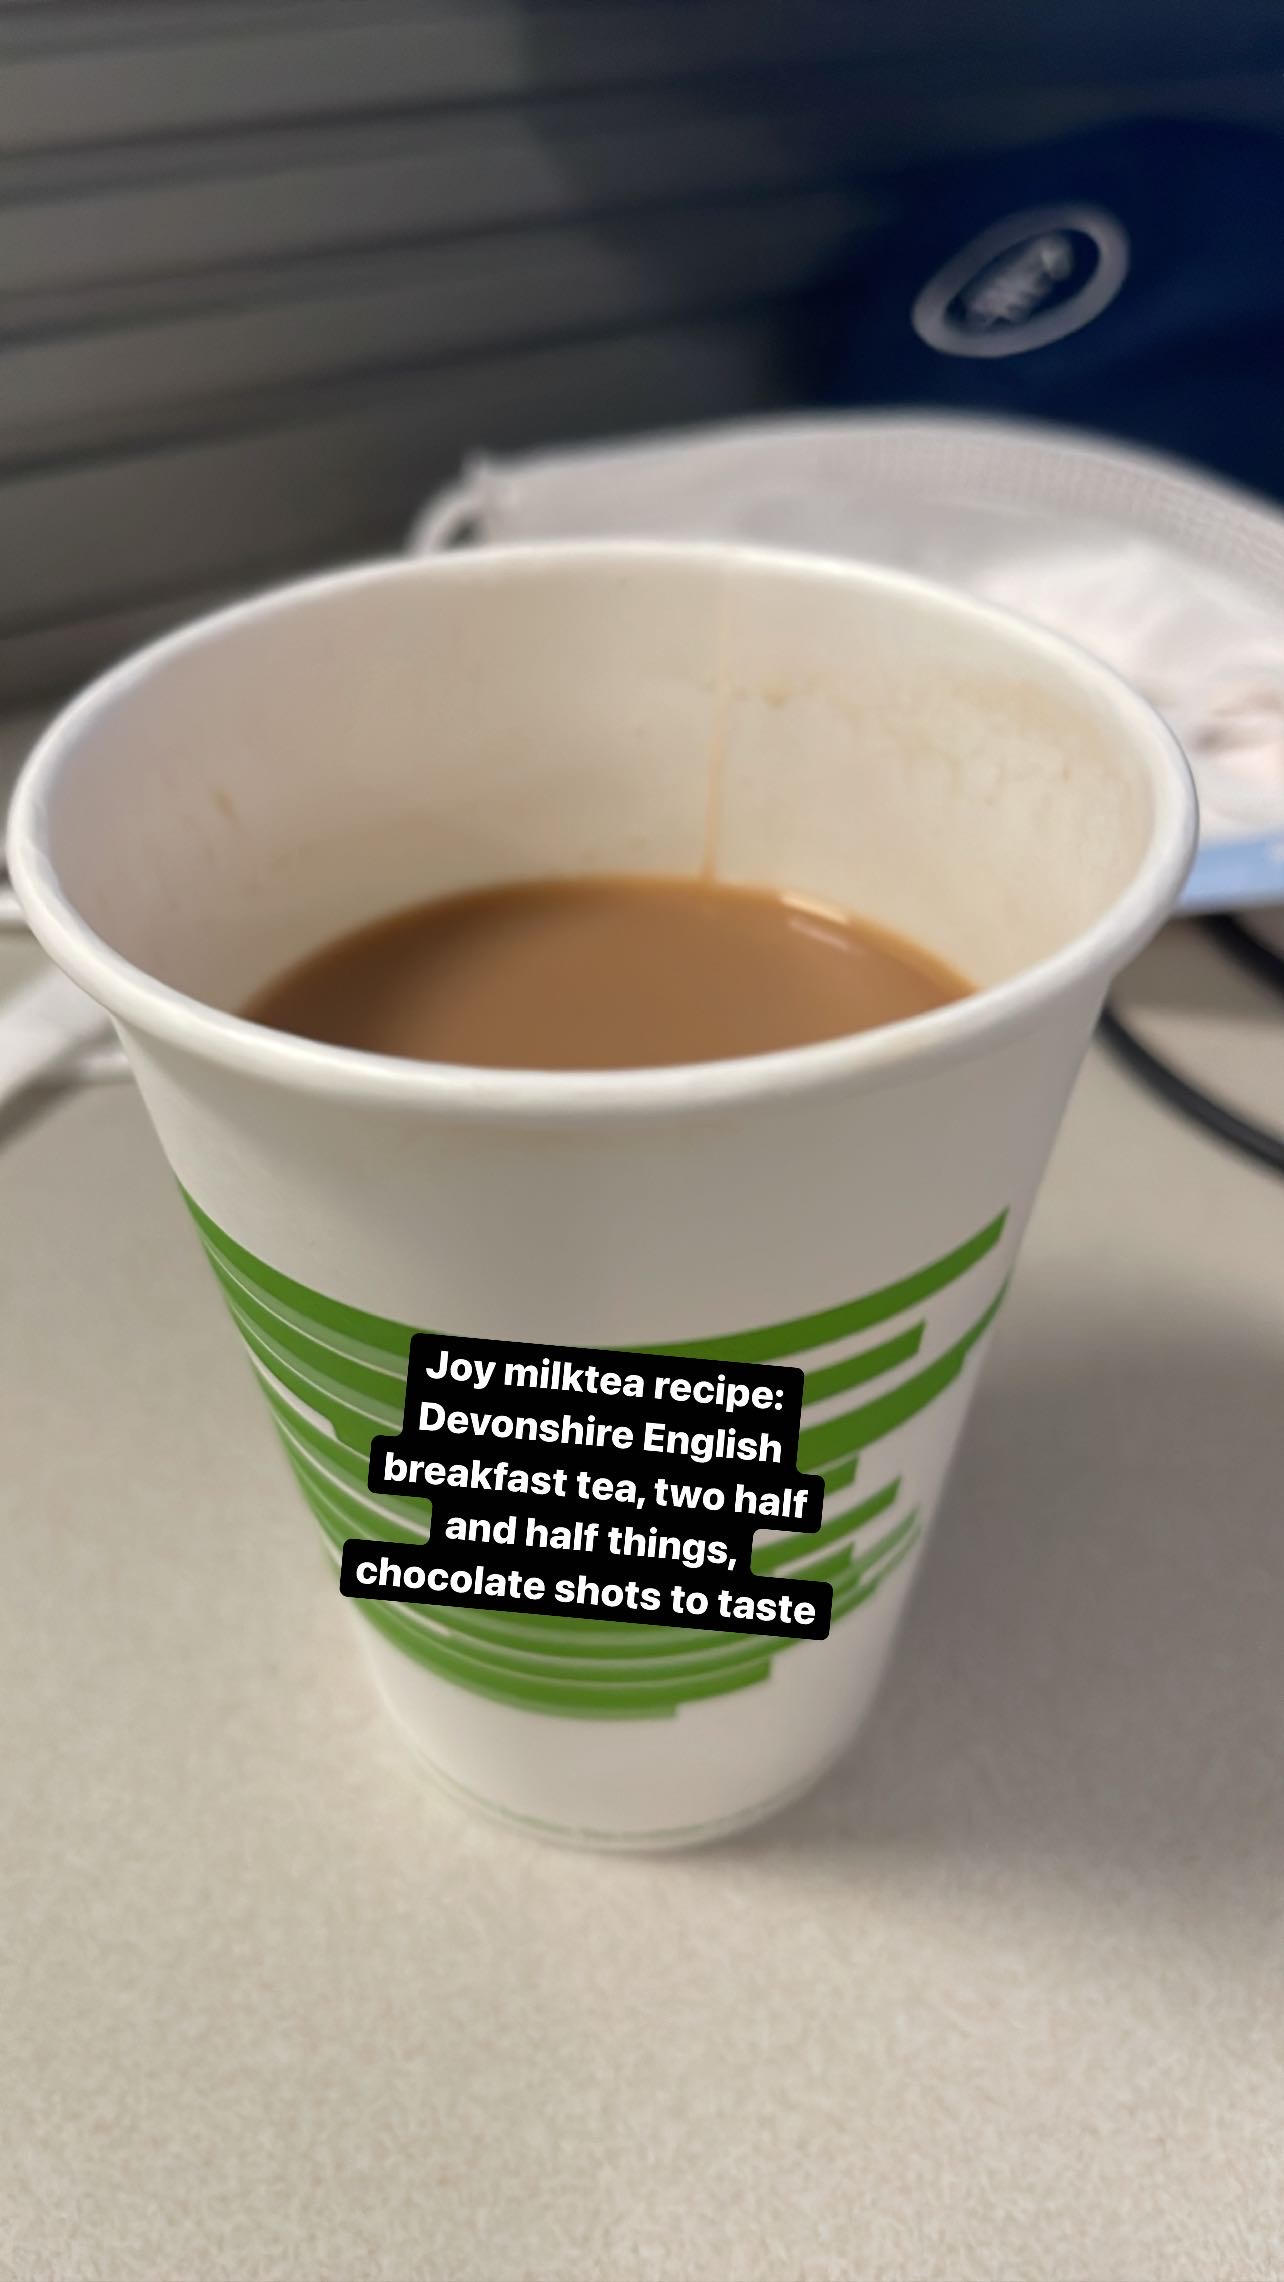 Joy milktea recipe:
Devonshire English
breakfast tea, two half
and half things,
chocolate shots to taste